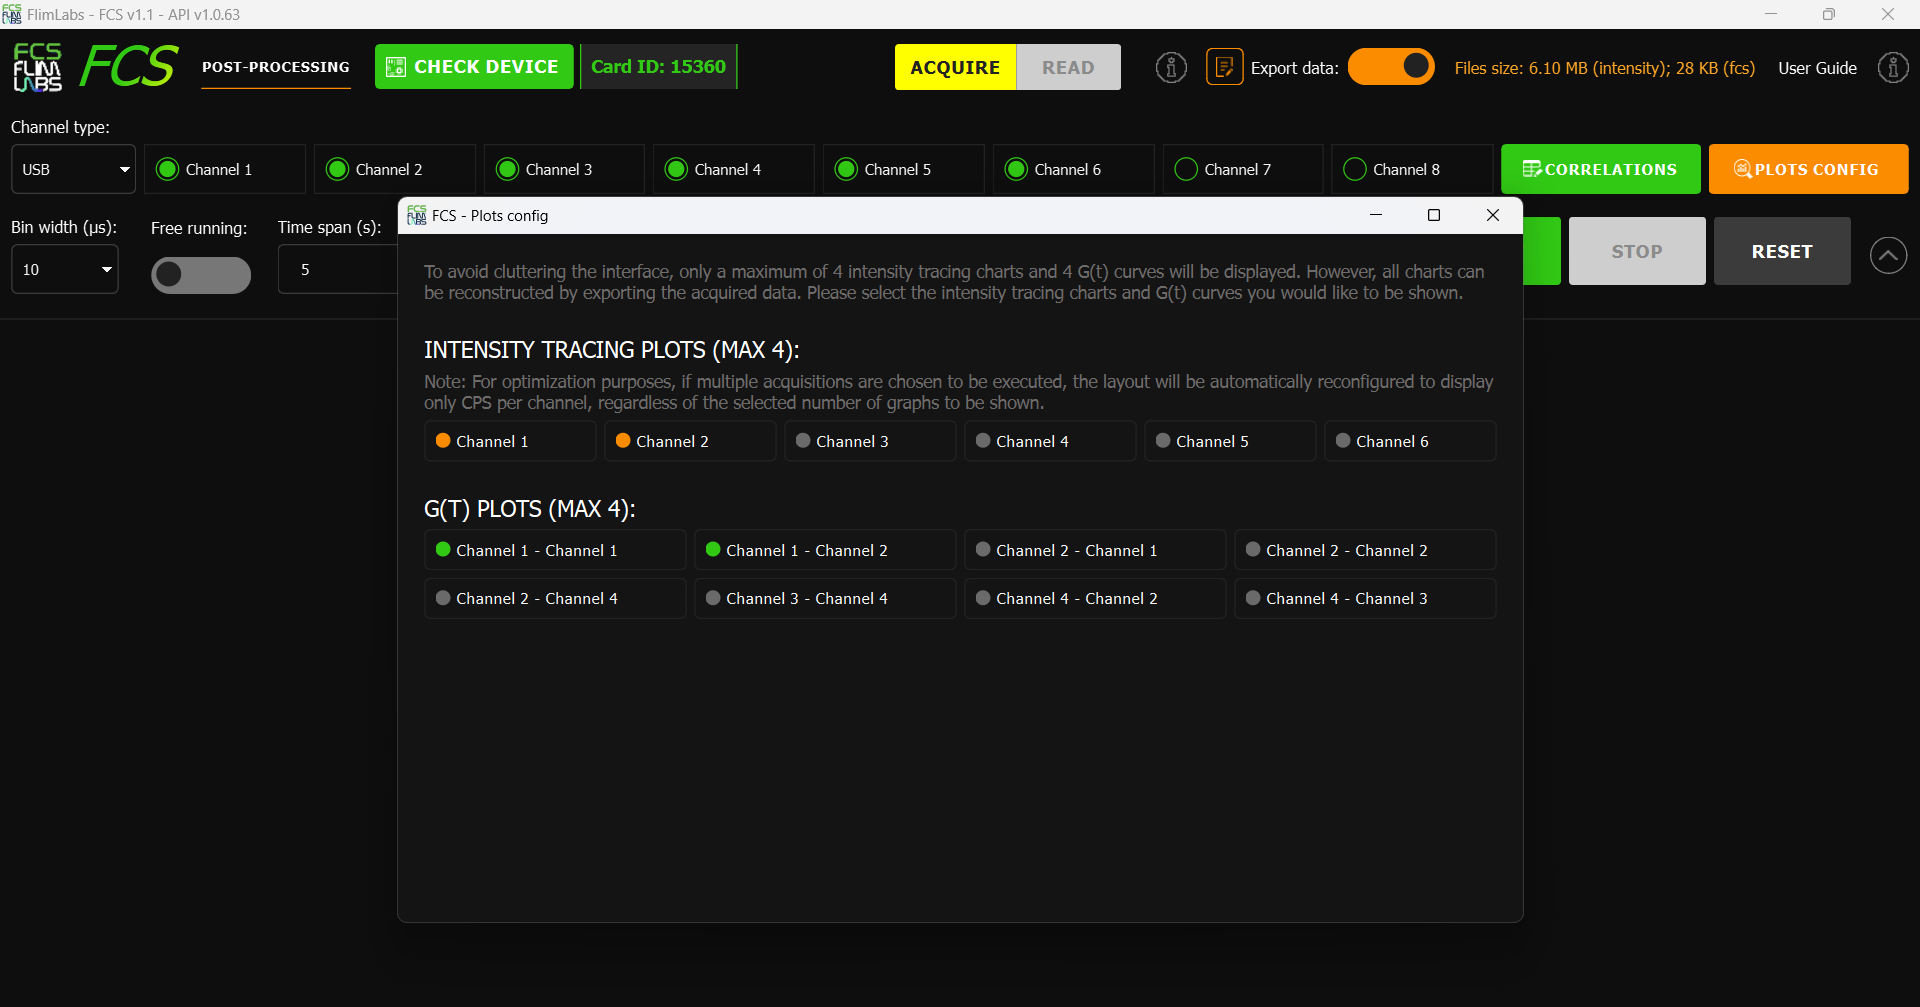 FlimLabs - FCS v1.1 - API v1.0.63
FCS
FLIM
LABS
FCS
POST-PROCESSING
CHECK DEVICE
Card ID: 15360
ACQUIRE
READ
Export data:
Files size: 6.10 MB (intensity); 28 KB (fcs)
User Guide
Channel type:
USB
Channel 1
Channel 2
Channel 3
Channel 4
Channel 5
Channel 6
Channel 7
Channel 8
CORRELATIONS
PLOTS CONFIG
Bin width (µs):
Free running:
Time span (s):
10
5
STOP
RESET
FCS - Plots config
To avoid cluttering the interface, only a maximum of 4 intensity tracing charts and 4 G(t) curves will be displayed. However, all charts can
be reconstructed by exporting the acquired data. Please select the intensity tracing charts and G(t) curves you would like to be shown.
INTENSITY TRACING PLOTS (MAX 4):
Note: For optimization purposes, if multiple acquisitions are chosen to be executed, the layout will be automatically reconfigured to display
only CPS per channel, regardless of the selected number of graphs to be shown.
Channel 1
Channel 2
Channel 3
Channel 4
Channel 5
Channel 6
G(T) PLOTS (MAX 4):
Channel 1 - Channel 1
Channel 1 - Channel 2
Channel 2 - Channel 1
Channel 2 - Channel 2
Channel 2 - Channel 4
Channel 3 - Channel 4
Channel 4 - Channel 2
Channel 4 - Channel 3